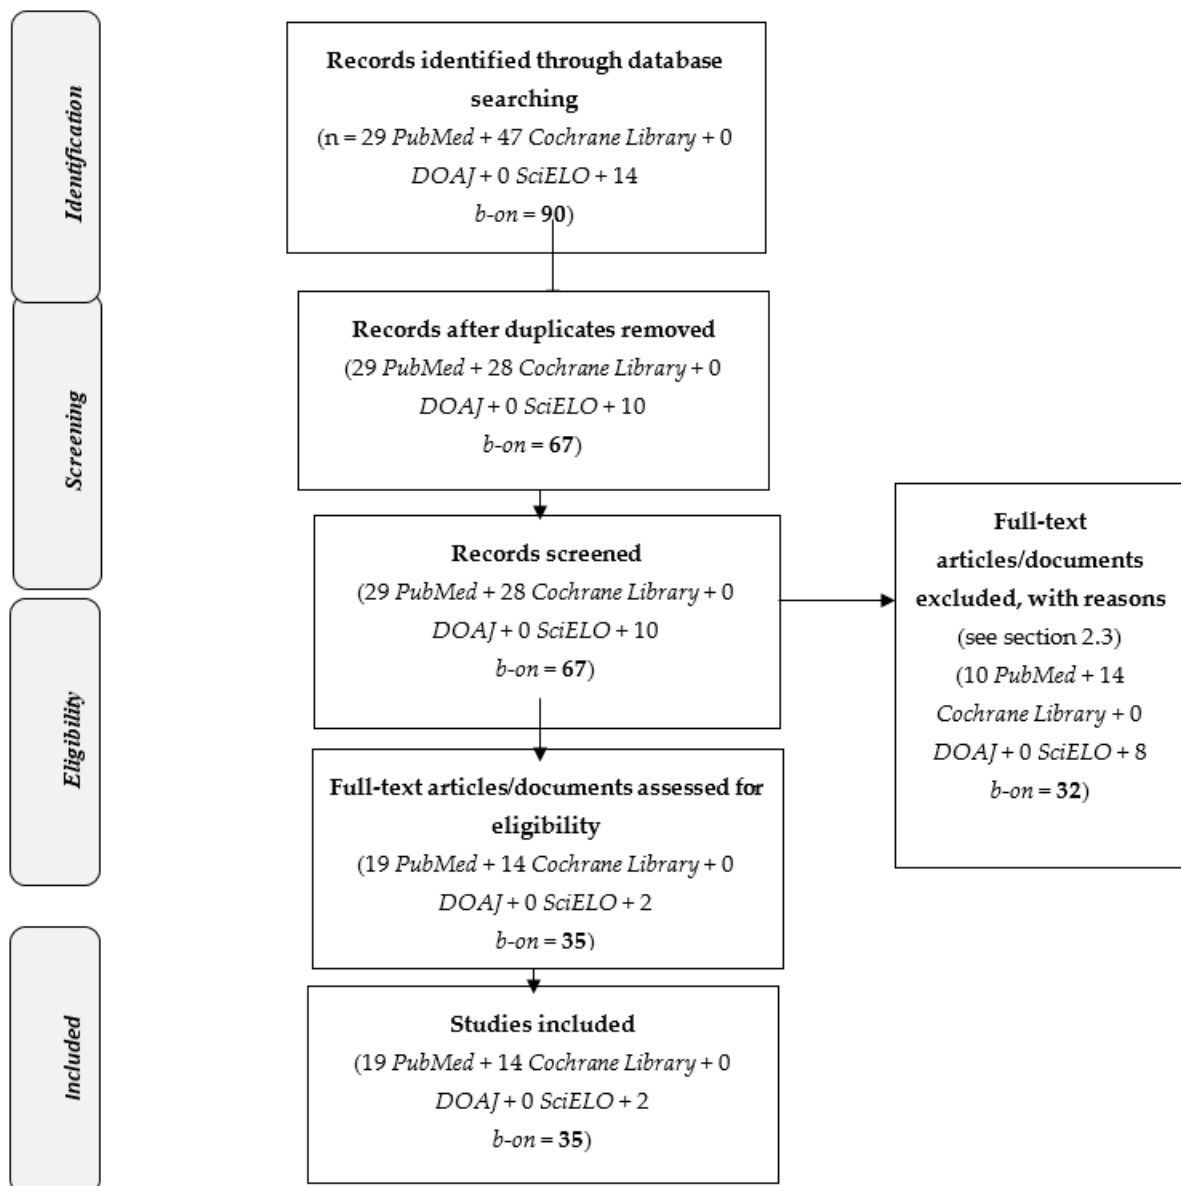 Identification
Records identified through database
searching
(n = 29 PubMed + 47 Cochrane Library + 0
DOAJ + 0 SciELO + 14
b-on = 90)
Screening
Records after duplicates removed
(29 PubMed + 28 Cochrane Library + 0
DOAJ + 0 SciELO + 10
b-on = 67)
Records screened
(29 PubMed + 28 Cochrane Library + 0
DOAJ + 0 SciELO + 10
b-on = 67)
Full-text
articles/documents
excluded, with reasons
(see section 2.3)
(10 PubMed + 14
Cochrane Library + 0
DOAJ + 0 SciELO + 8
b-on = 32)
Eligibility
Full-text articles/documents assessed for
eligibility
(19 PubMed + 14 Cochrane Library + 0
DOAJ + 0 SciELO + 2
b-on = 35)
Included
Studies included
(19 PubMed + 14 Cochrane Library + 0
DOAJ + 0 SciELO + 2
b-on = 35)